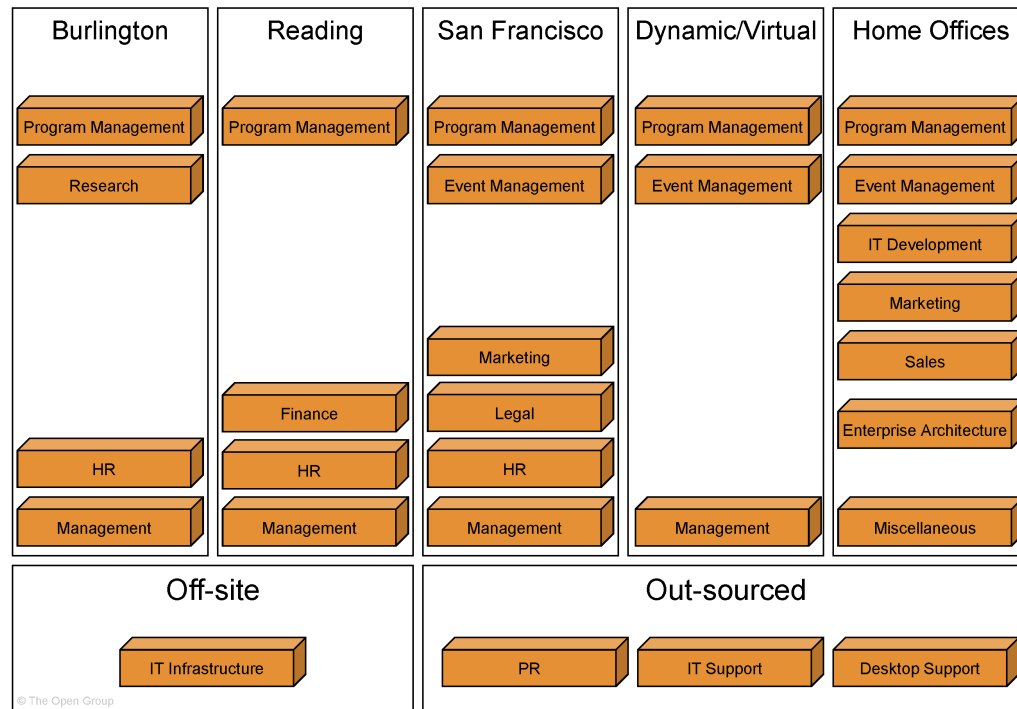 Burlington
Program Management
Research
HR
Management
Reading
Program Management
Finance
HR
Management
San Francisco
Program Management
Event Management
Marketing
Legal
HR
Management
Dynamic/Virtual
Program Management
Event Management
Management
Home Offices
Program Management
Event Management
IT Development
Marketing
Sales
Enterprise Architecture
Miscellaneous
Off-site
IT Infrastructure
© The Open Group
Out-sourced
PR
IT Support
Desktop Support